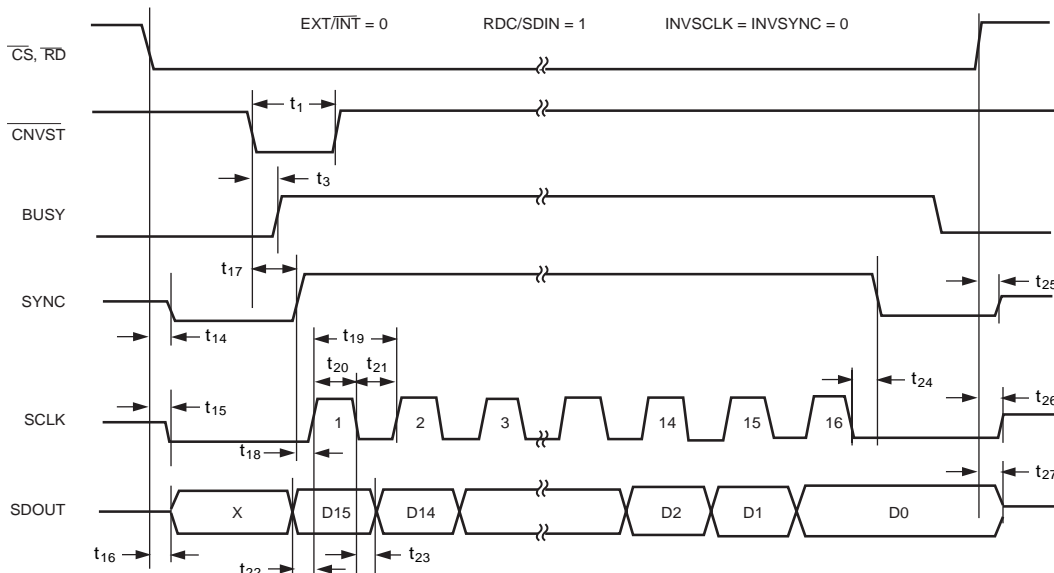 EXT/INT = 0 RDC/SDIN = 1 INVSCLK = INVSYNC = 0
CS, RD
t1
CNVST
t3
BUSY
t17
SYNC
t25
t14
t19
t20 t21
t24
t15
t26
SCLK
1 2 3 14 15 16
t18
t27
SDOUT
X D15 D14 D2 D1 D0
t16
t22
t23